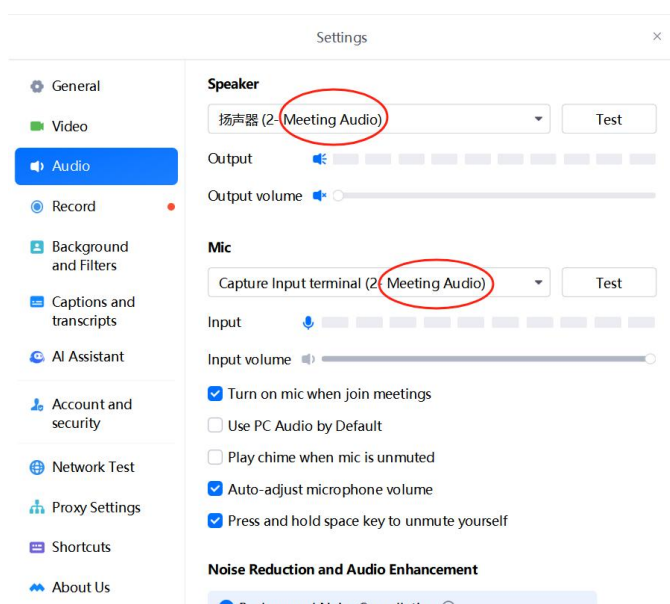 Settings
General
Video
Audio
Record
Background
and Filters
Captions and
transcripts
AI Assistant
Account and
security
Network Test
Proxy Settings
Shortcuts
About Us
Speaker
扬声器 (2- Meeting Audio)
Test
Output
Output volume
Mic
Capture Input terminal (2- Meeting Audio)
Test
Input
Input volume
Turn on mic when join meetings
Use PC Audio by Default
Play chime when mic is unmuted
Auto-adjust microphone volume
Press and hold space key to unmute yourself
Noise Reduction and Audio Enhancement